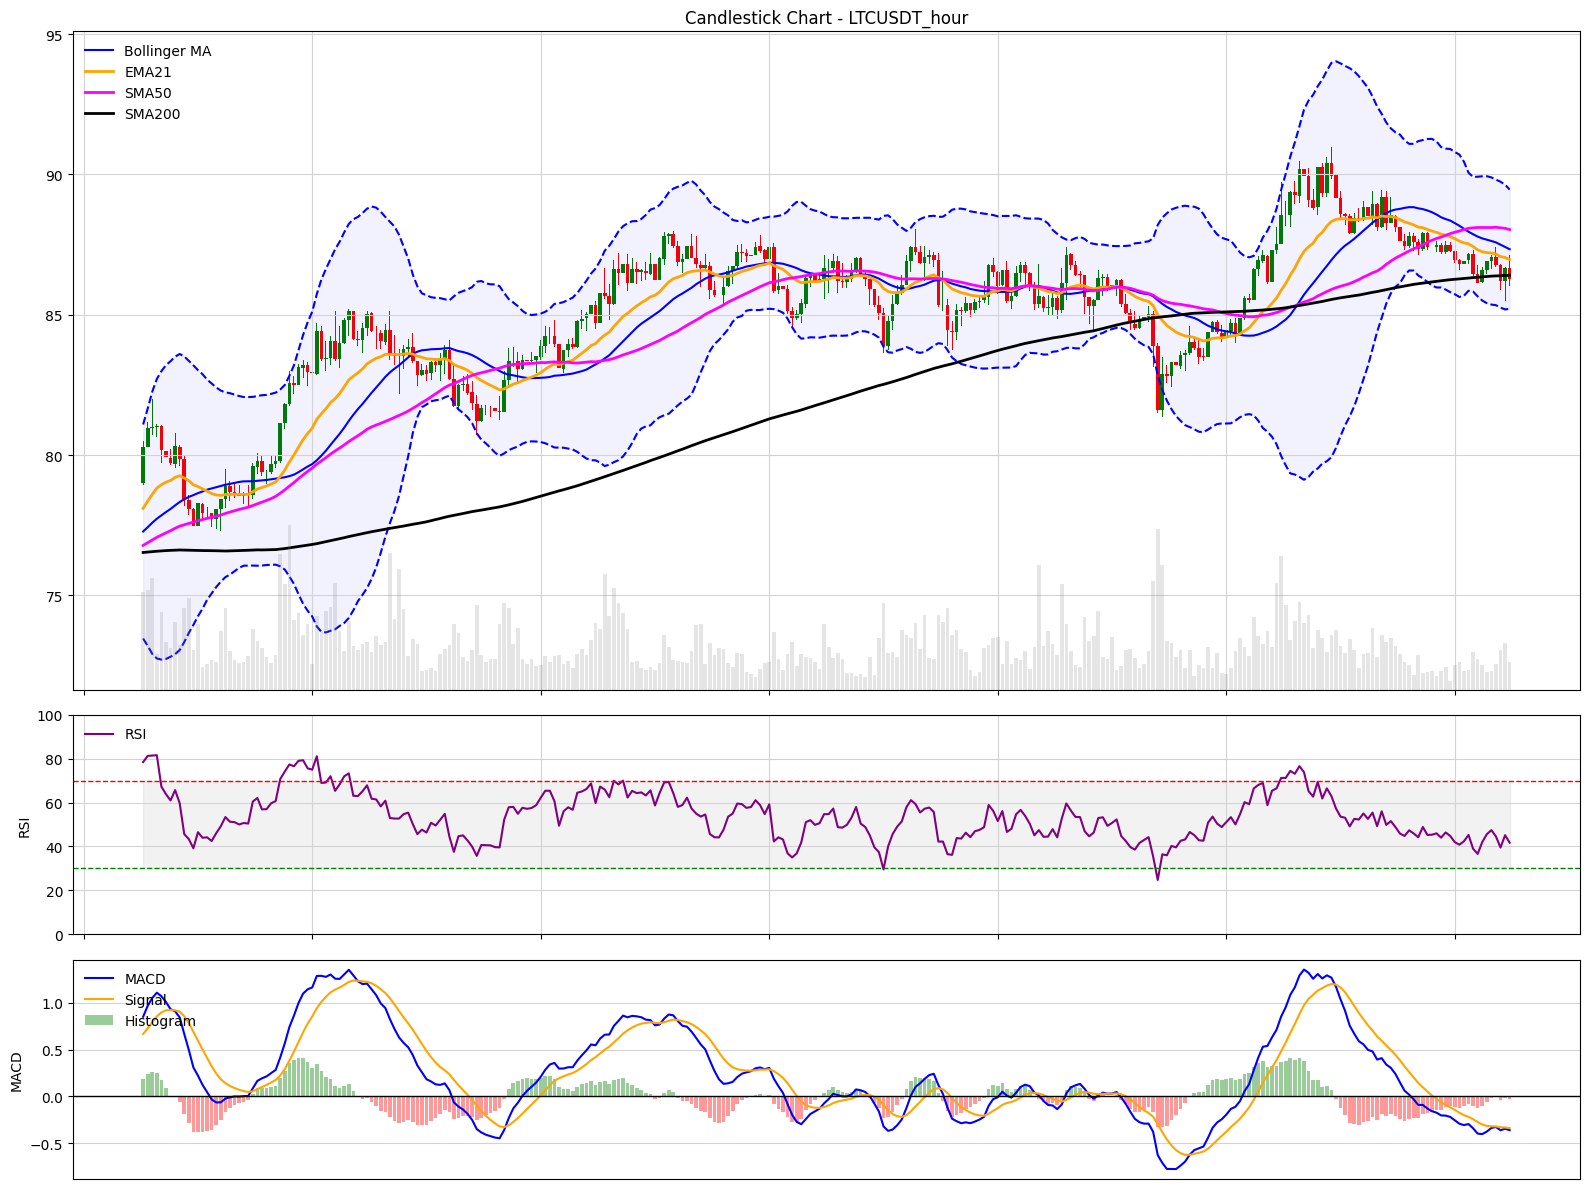 Candlestick Chart - LTCUSDT_hour
95
90
85
80
75
Bollinger MA
EMA21
SMA50
SMA200
100
80
60
40
20
0
RSI
RSI
1.0
0.5
0.0
−0.5
MACD
MACD
Signal
Histogram